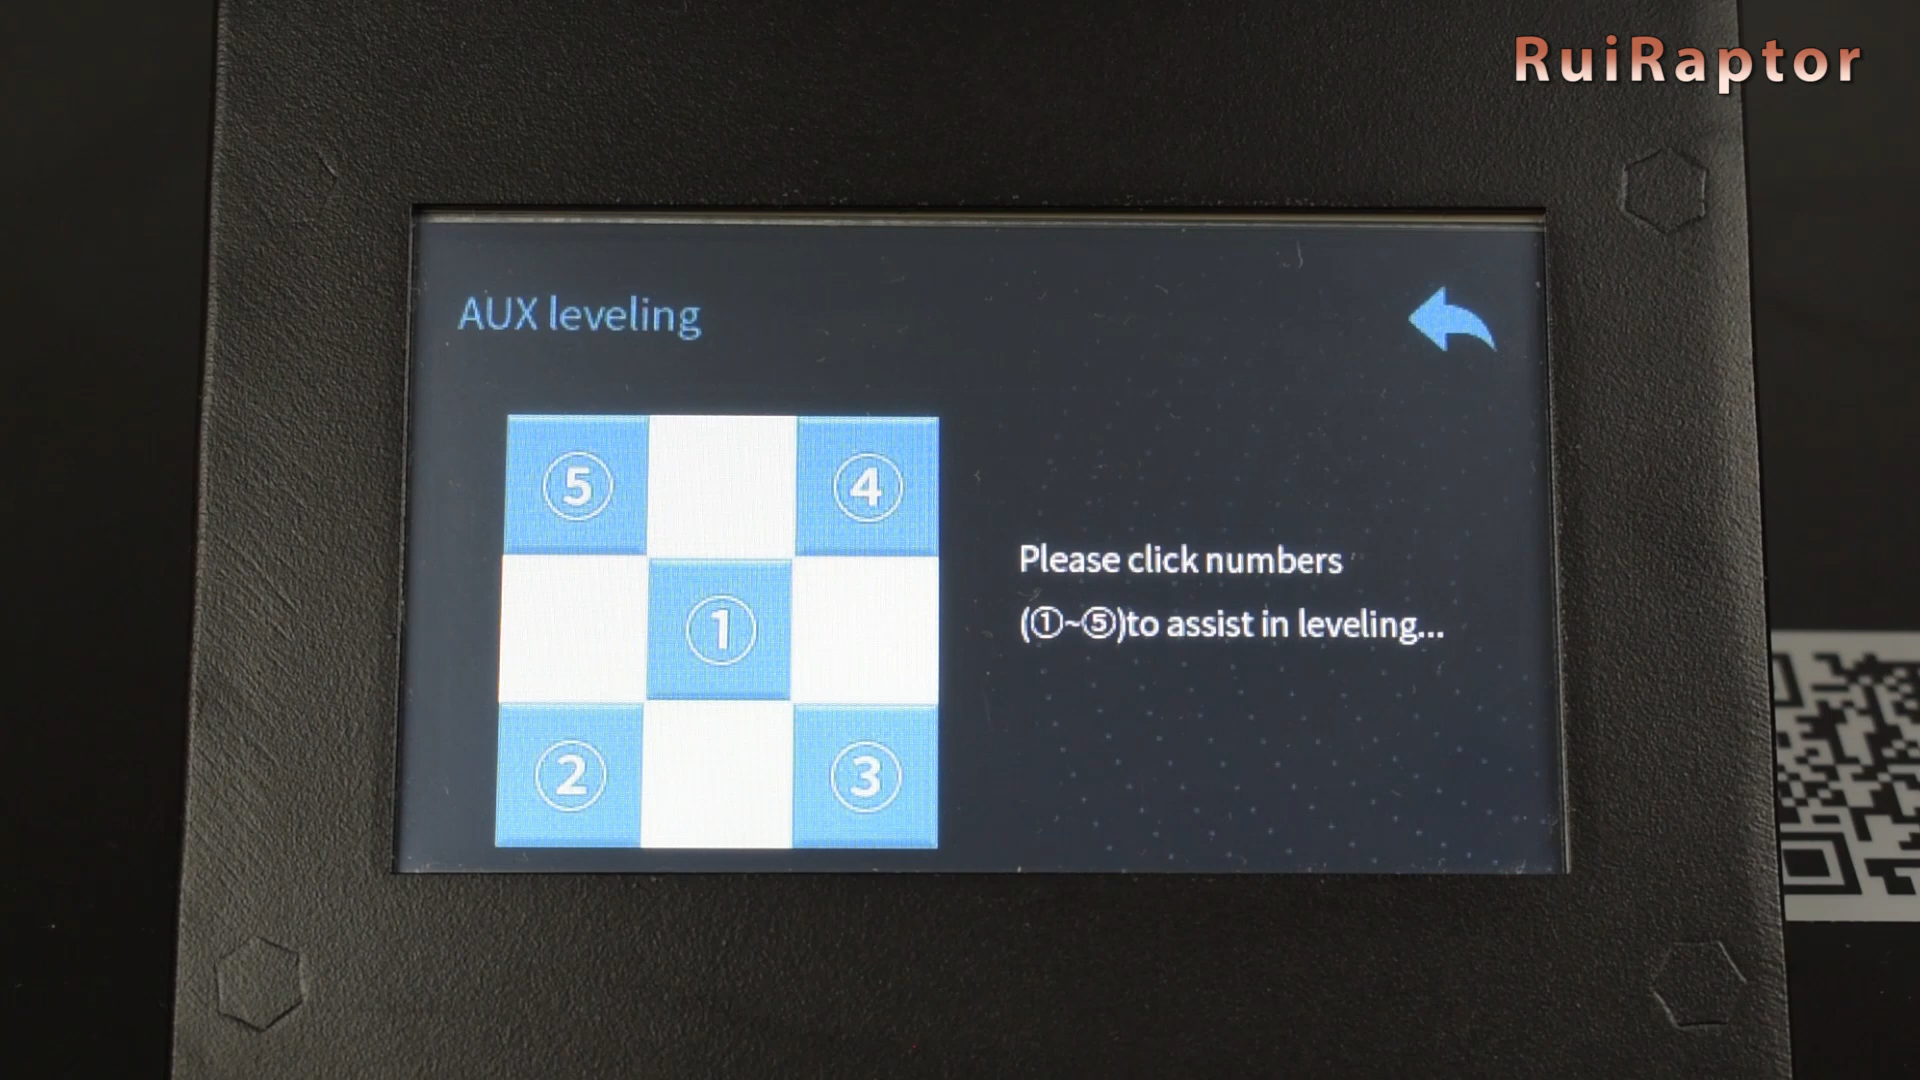 RuiRaptor
AUX leveling
⑤ ④
①
② ③
Please click numbers
(①~⑤)to assist in leveling...